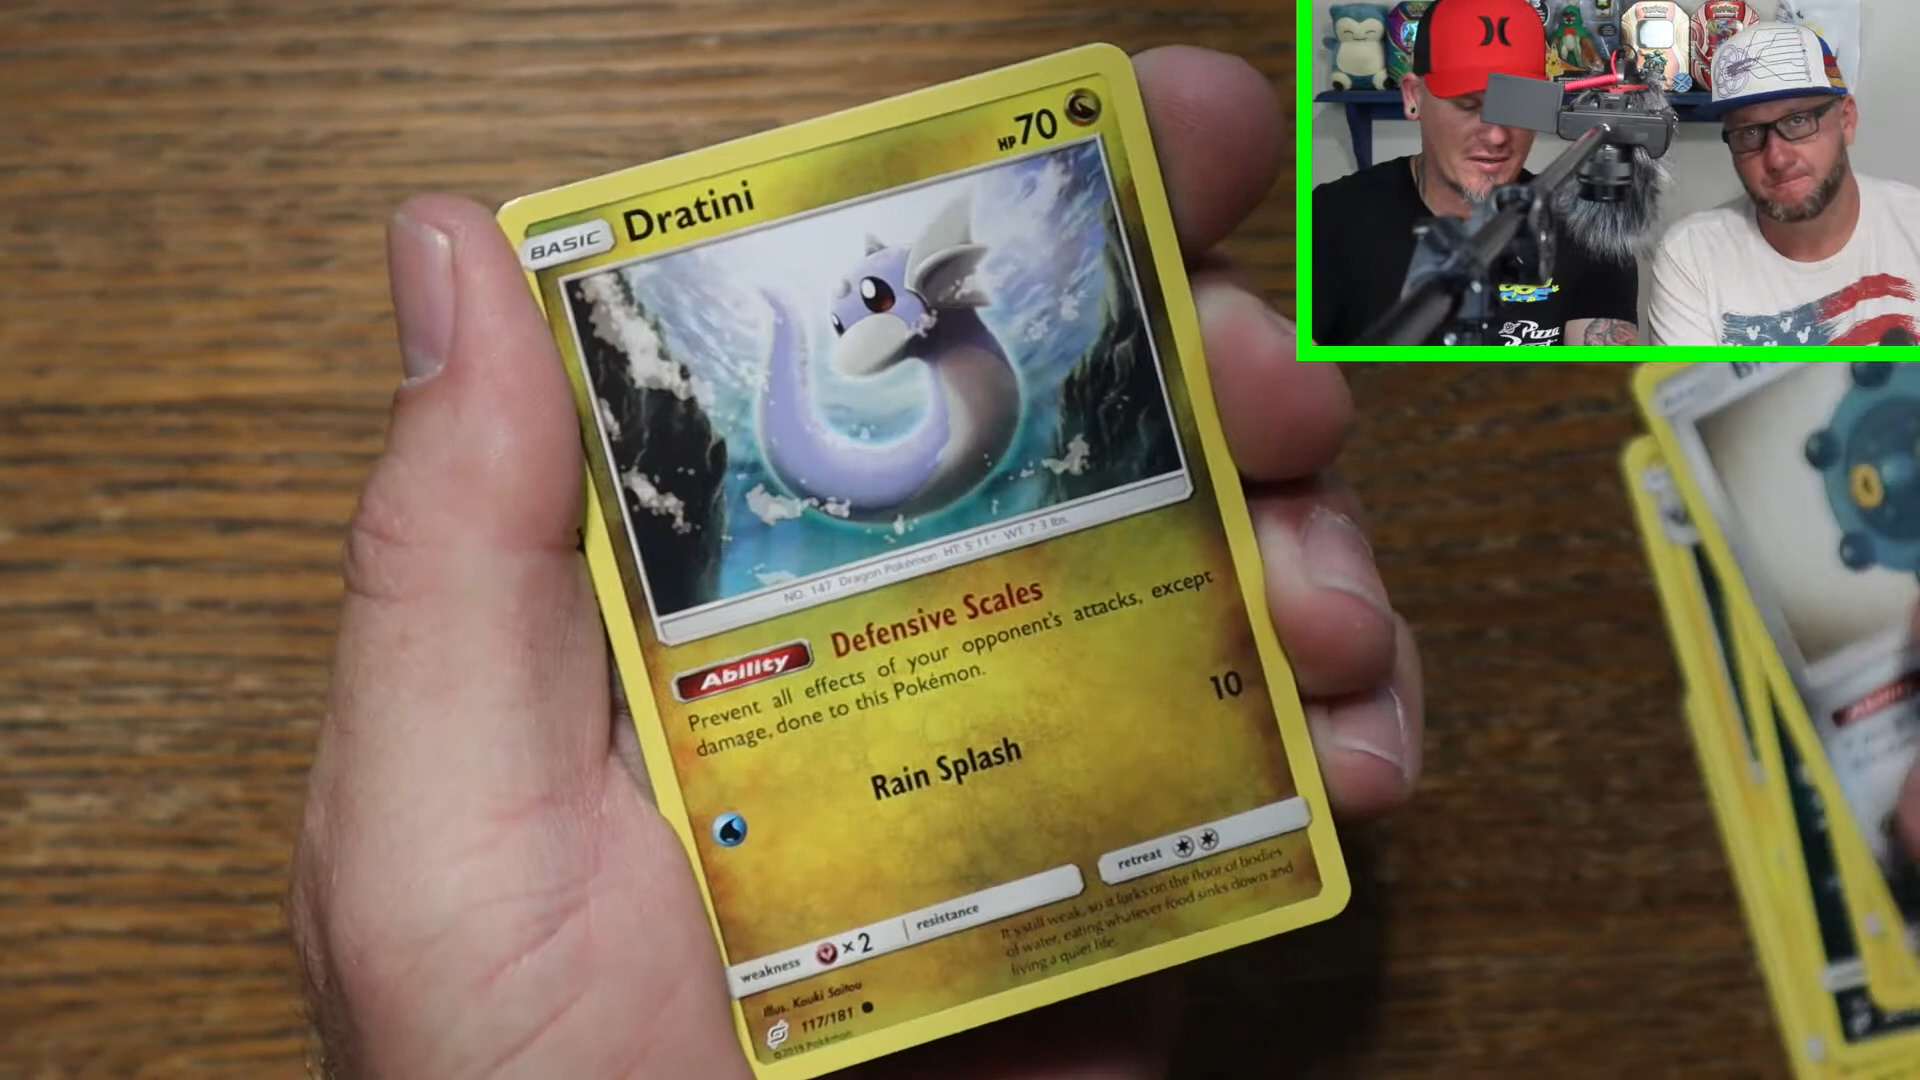 BASIC Dratini HP70
NO. 147 Dragon Pokémon HT: 5'11" WT: 7.3 lbs.
Ability Defensive Scales
Prevent all effects of your opponent's attacks, except
damage, done to this Pokémon.
Rain Splash 10
weakness ×2 resistance retreat
It's still weak, so it lurks on the floor of bodies
of water, eating whatever food sinks down and
living a quiet life.
Illus. Kouki Saitou
117/181
©2019 Pokémon
Pizza
Ability